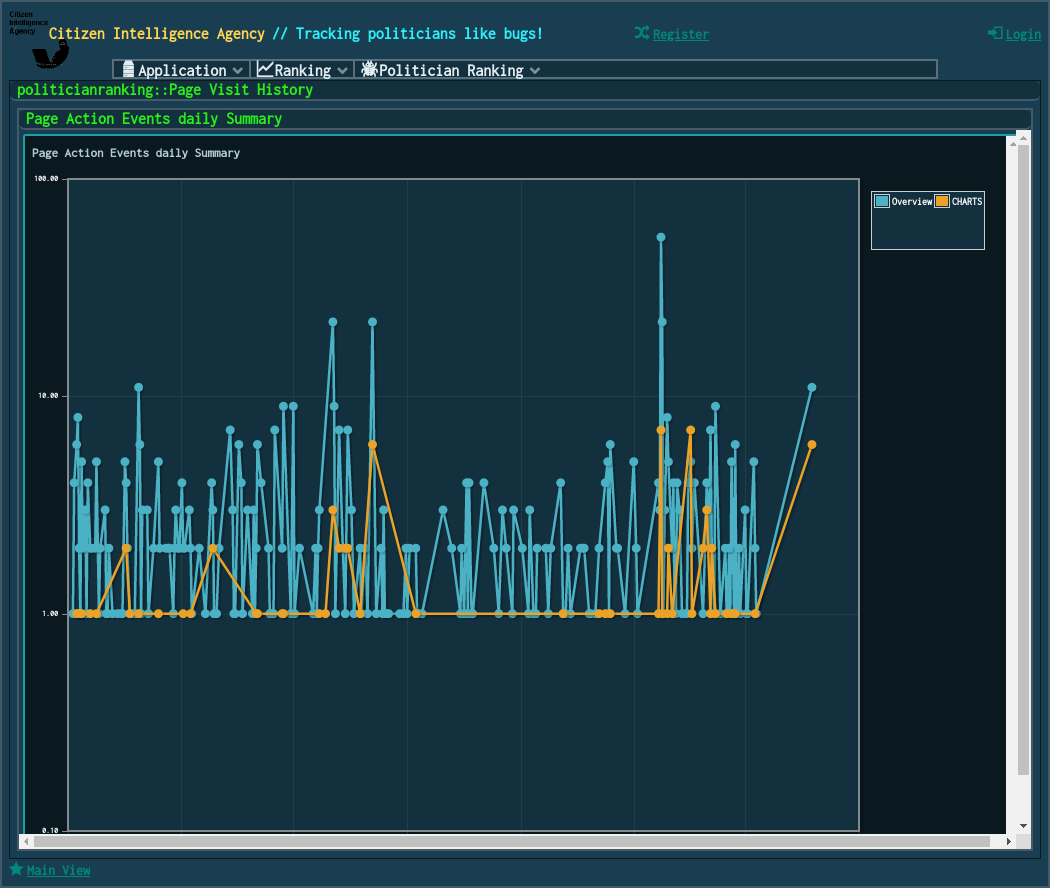 Citizen
Intelligence
Agency
Citizen Intelligence Agency // Tracking politicians like bugs!
Register
Login
Application
Ranking
Politician Ranking
politicianranking::Page Visit History
Page Action Events daily Summary
Page Action Events daily Summary
100.00
Overview
CHARTS
10.00
1.00
0.10
Main View